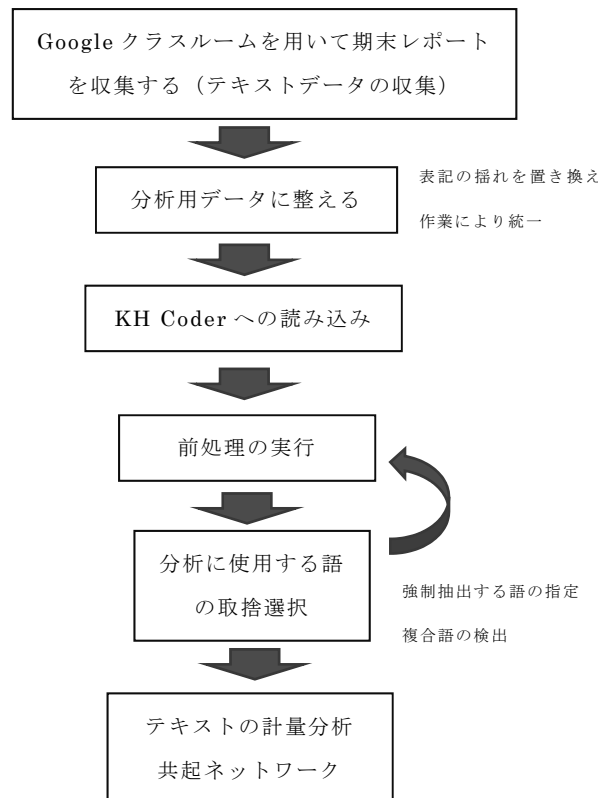 Google クラスルームを用いて期末レポート
を収集する（テキストデータの収集）
分析用データに整える
表記の揺れを置き換え
作業により統一
KH Coder への読み込み
前処理の実行
分析に使用する語
の取捨選択
強制抽出する語の指定
複合語の検出
テキストの計量分析
共起ネットワーク